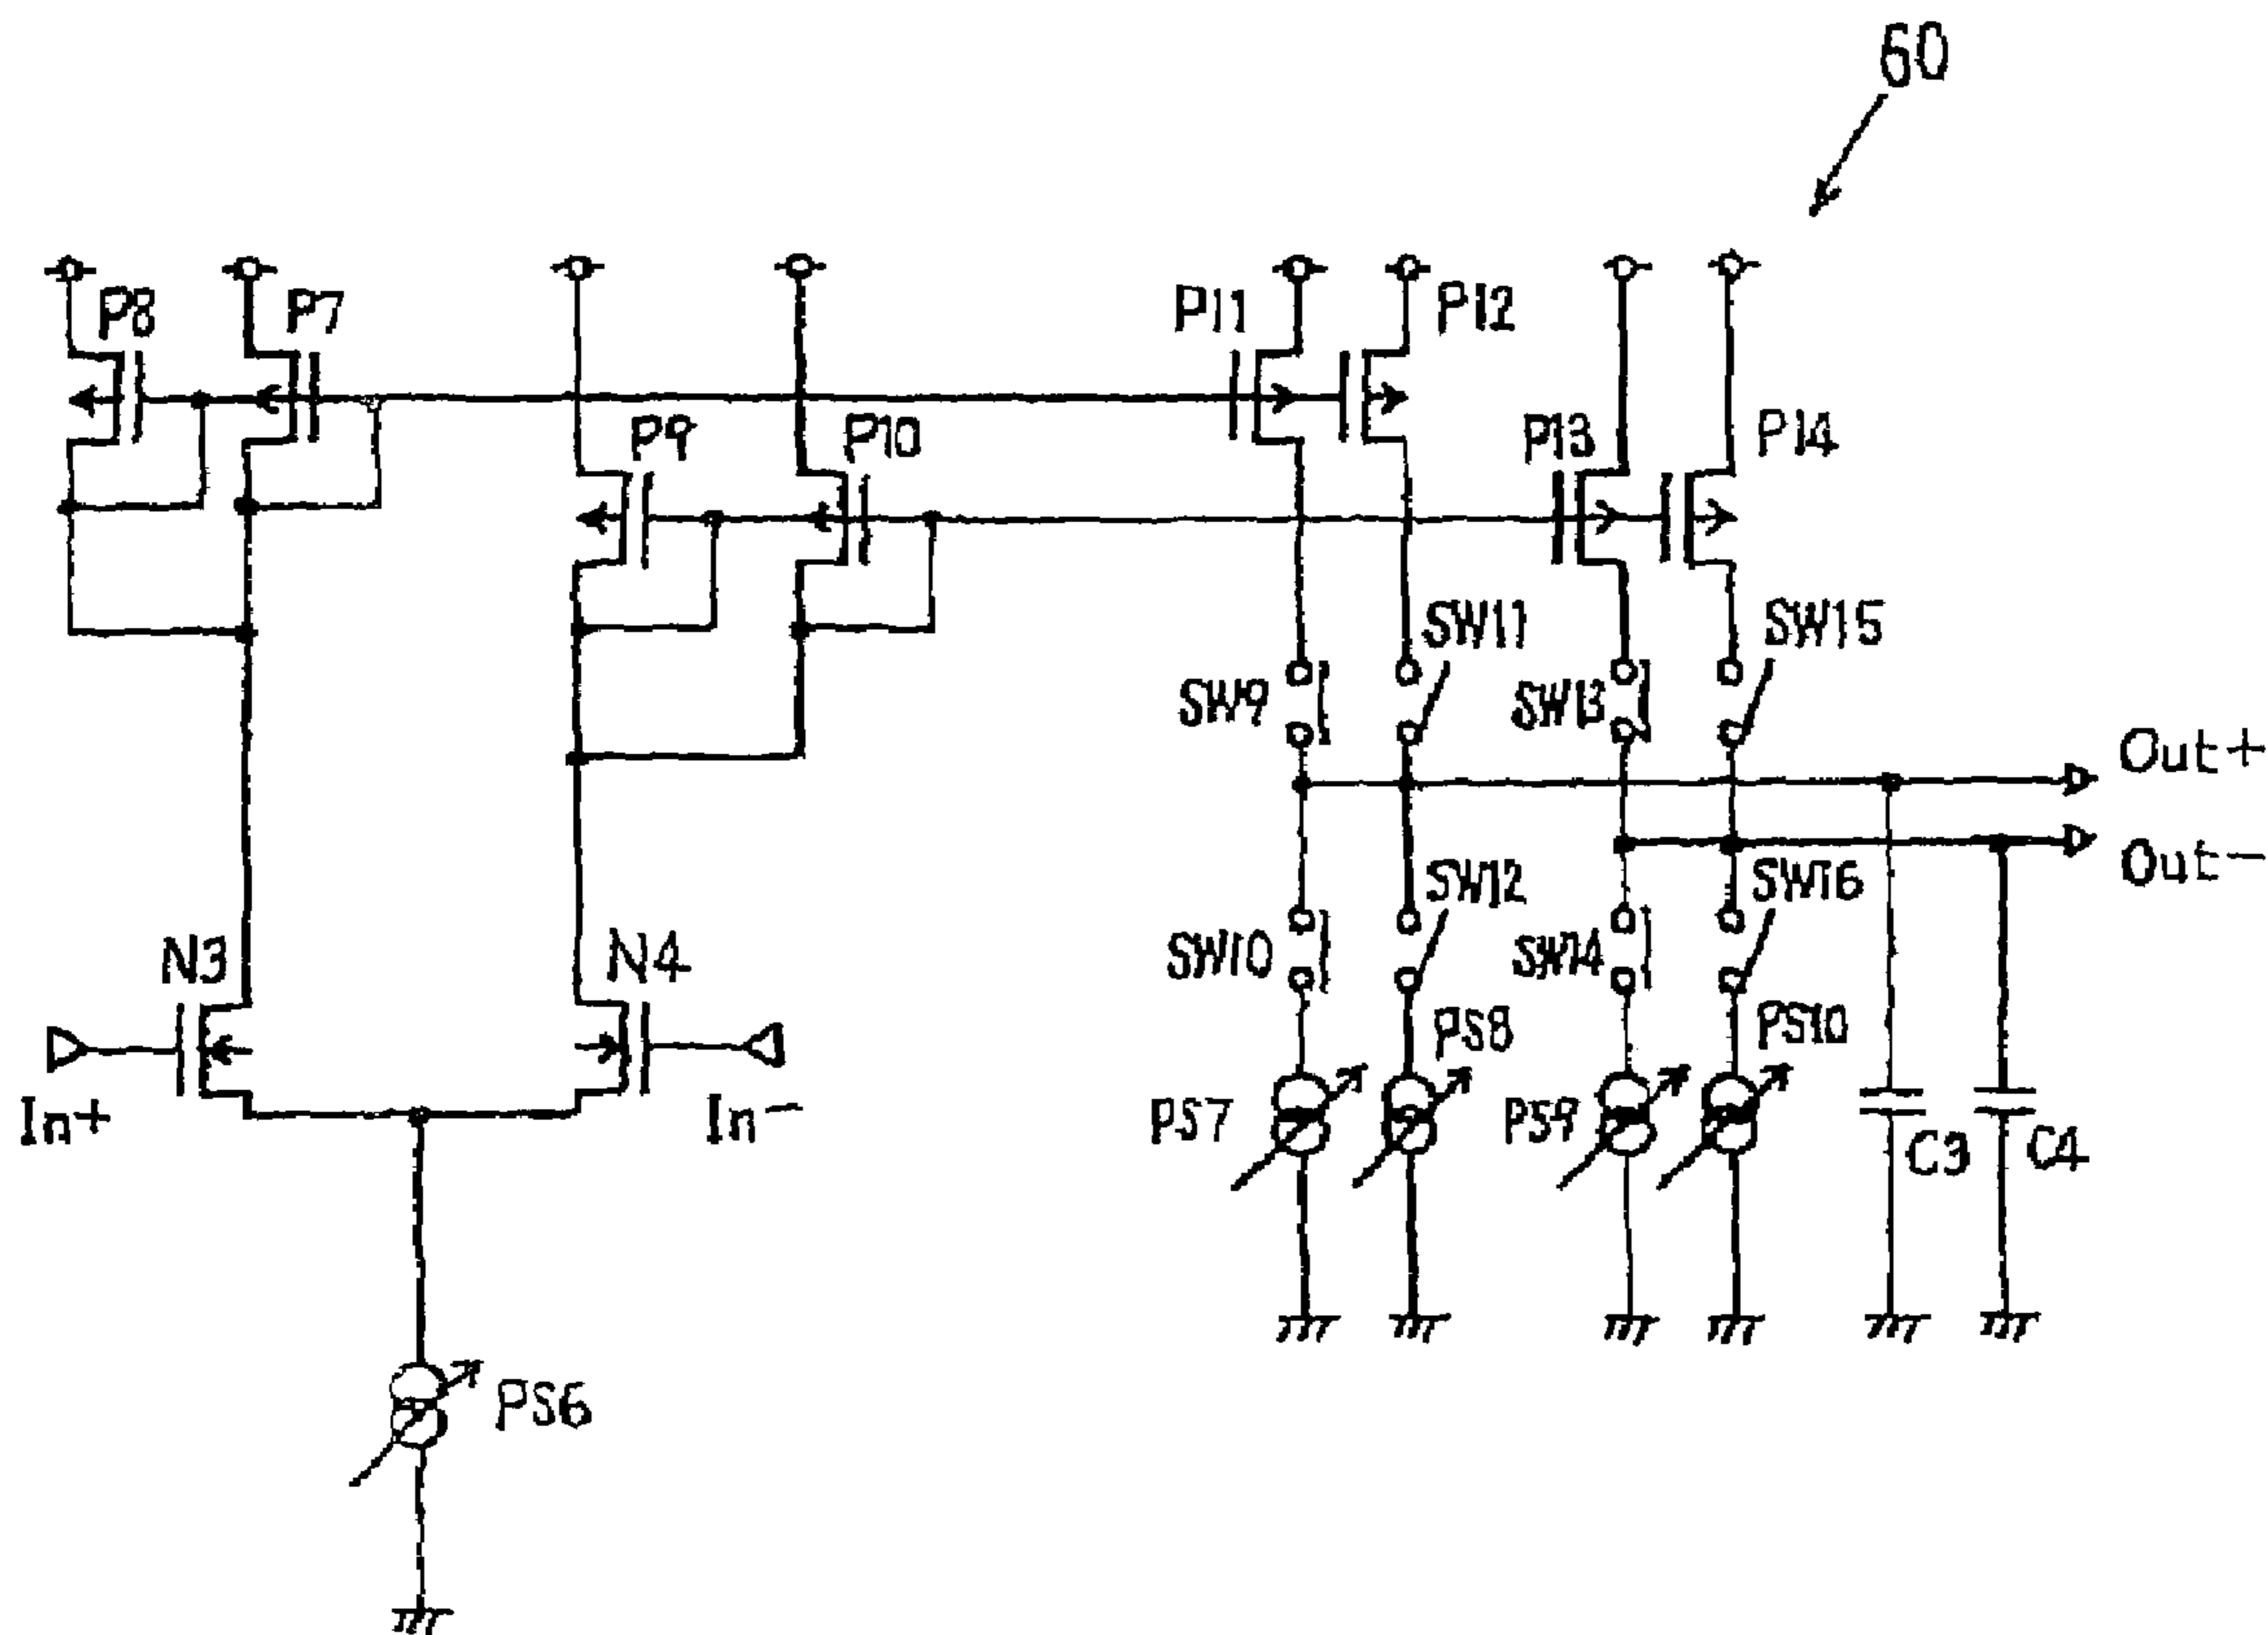 60
P8
P7
P11
P12
P9
P10
P13
P14
SW11
SW15
SW9
SW13
Out+
Out-
SW12
SW16
N3
N4
SW10
SW14
PS8
PS10
In+
In-
PS7
PS9
C3
C4
PS6